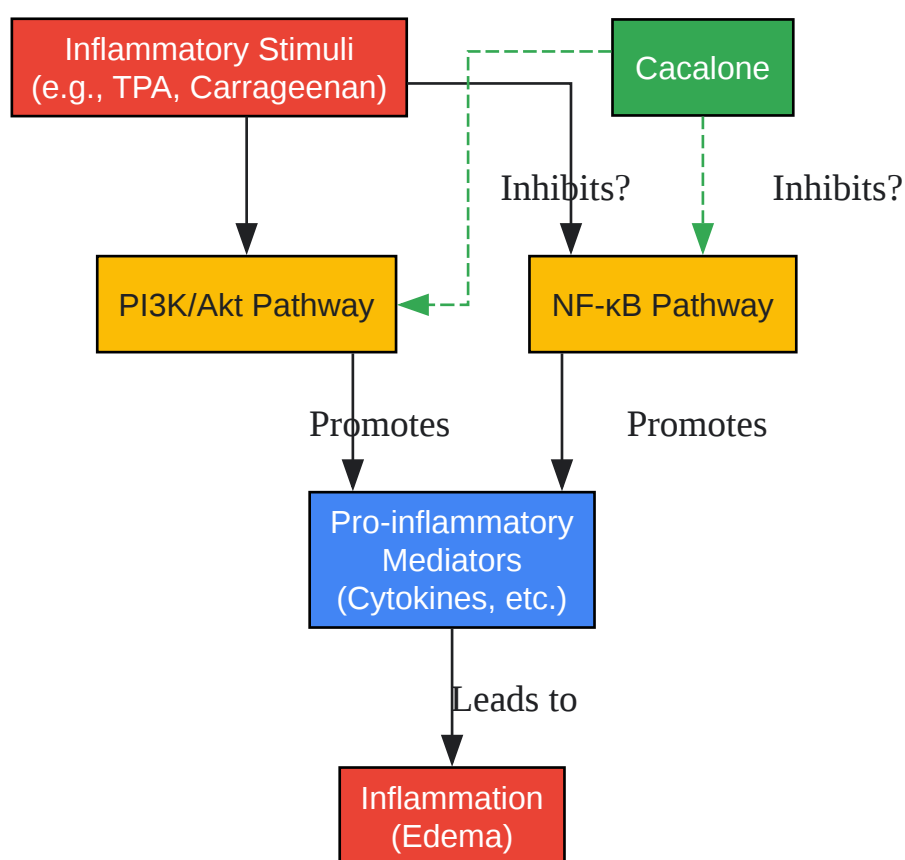 Inflammatory Stimuli
(e.g., TPA, Carrageenan)
Cacalone
Inhibits?
Inhibits?
PI3K/Akt Pathway
NF-κB Pathway
Promotes
Promotes
Pro-inflammatory
Mediators
(Cytokines, etc.)
Leads to
Inflammation
(Edema)